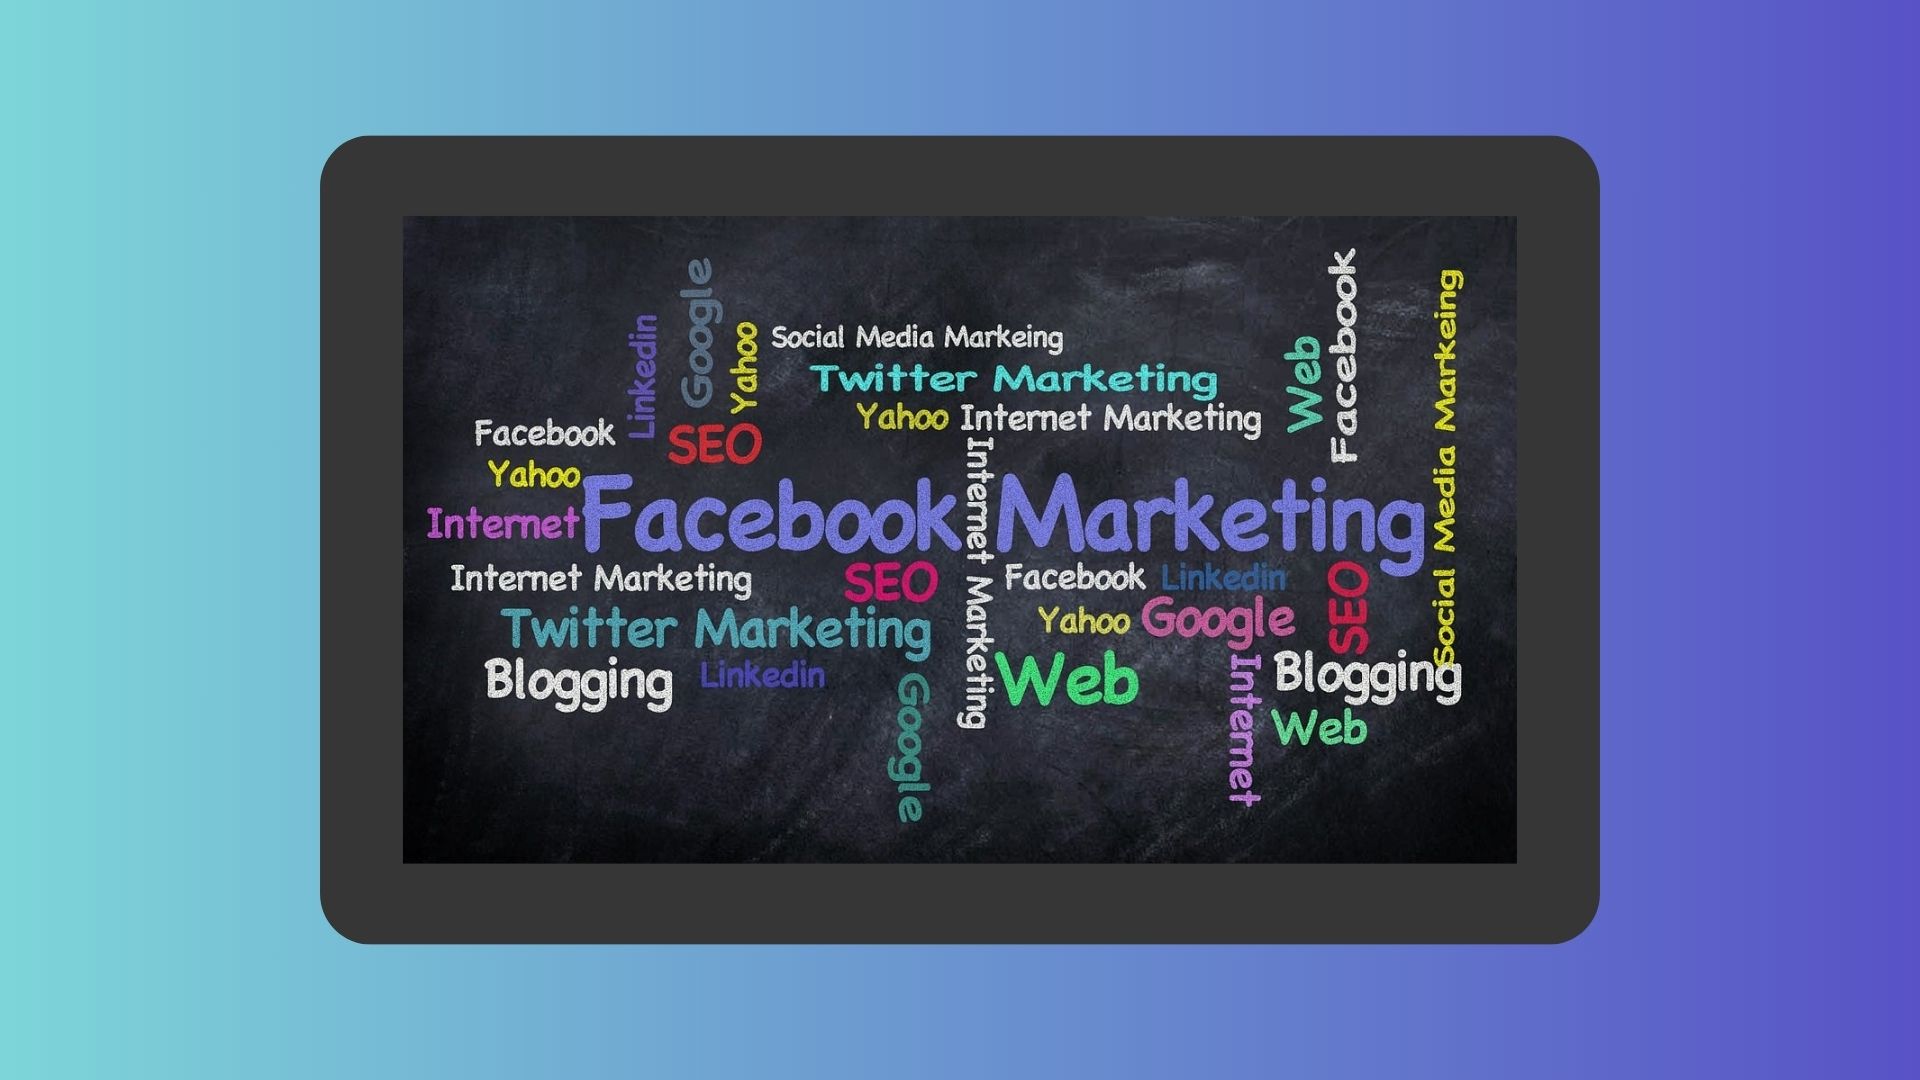 Linkedin
Google
Yahoo
Social Media Markeing
Twitter Marketing
Yahoo
Internet Marketing
Web
Facebook
Social Media Markeing
Facebook
SEO
Yahoo
Internet
Facebook Marketing
Internet Marketing
Internet Marketing
SEO
Facebook
Linkedin
SEO
Twitter Marketing
Yahoo
Google
Blogging
Linkedin
Google
Web
Internet
Blogging
Web